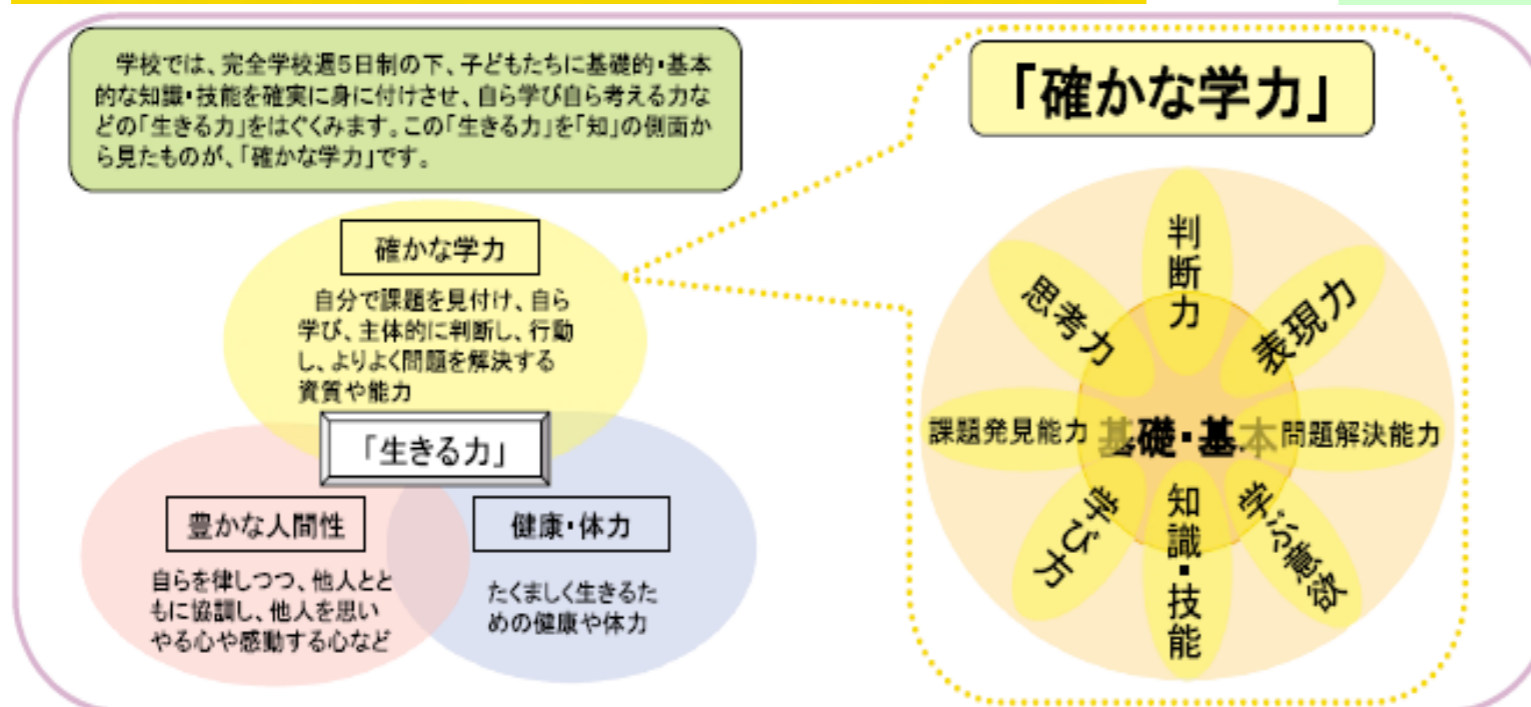 学校では、完全学校週5日制の下、子どもたちに基礎的・基本
的な知識・技能を確実に身に付けさせ、自ら学び自ら考える力な
どの「生きる力」をはぐくみます。この「生きる力」を「知」の側面か
ら見たものが、「確かな学力」です。
確かな学力
自分で課題を見付け、自ら
学び、主体的に判断し、行動
し、よりよく問題を解決する
資質や能力
「生きる力」
豊かな人間性
自らを律しつつ、他人とと
もに協調し、他人を思い
やる心や感動する心など
健康・体力
たくましく生きるた
めの健康や体力
「確かな学力」
判断力
思考力
表現力
課題発見能力
基礎・基本
問題解決能力
学び方
知識・技能
学ぶ意欲